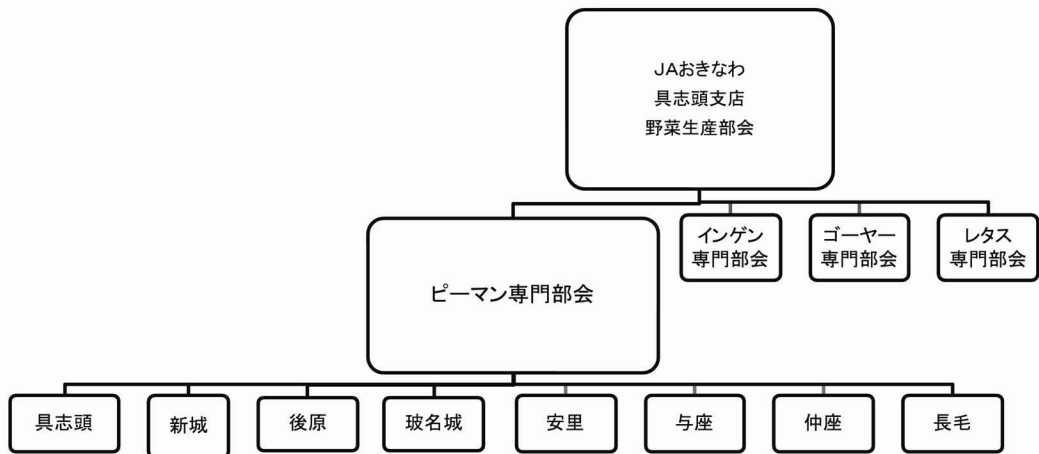 JAおきなわ
具志頭支店
野菜生産部会
インゲン
専門部会
ゴーヤー
専門部会
レタス
専門部会
ピーマン専門部会
具志頭
新城
後原
玻名城
安里
与座
仲座
長毛